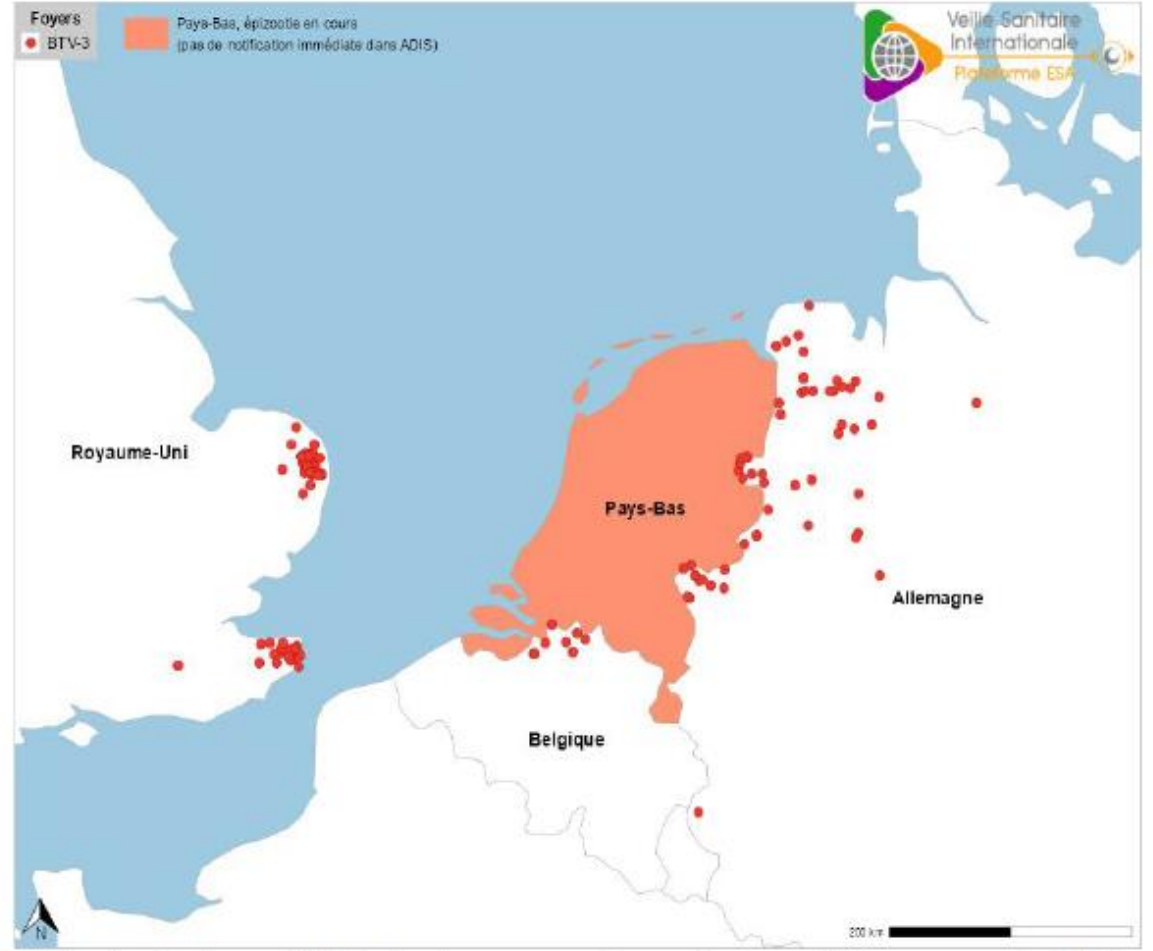 Foyers
BTV-3
Pays-Bas, épizootie en cours
(pas de notification immédiate dans ADIS)
Veille Sanitaire
Internationale
Plateforme ESA
Royaume-Uni
Pays-Bas
Allemagne
Belgique
N
200 km